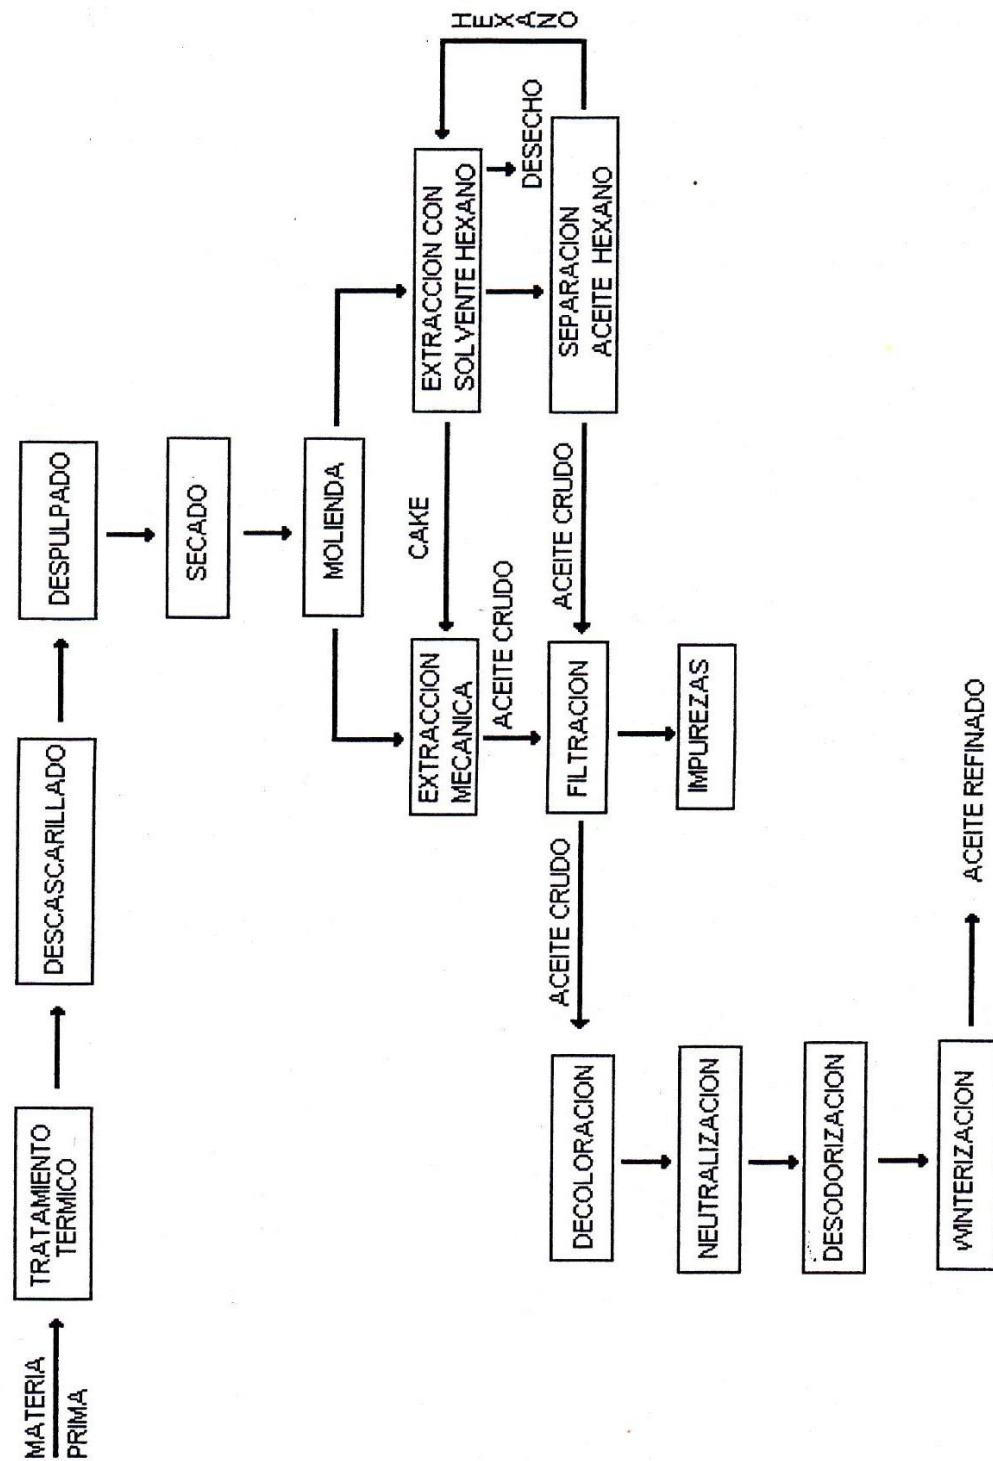 MATERIA
PRIMA
TRATAMIENTO
TERMICO
DESCASCARILLADO
DESPULPADO
SECADO
MOLIENDA
EXTRACCION
MECANICA
CAKE
EXTRACCION CON
SOLVENTE HEXANO
HEXANO
DESECHO
ACEITE CRUDO
FILTRACION
ACEITE CRUDO
SEPARACION
ACEITE HEXANO
IMPUREZAS
ACEITE CRUDO
DECOLORACION
NEUTRALIZACION
DESODORIZACION
WINTERIZACION
ACEITE REFINADO